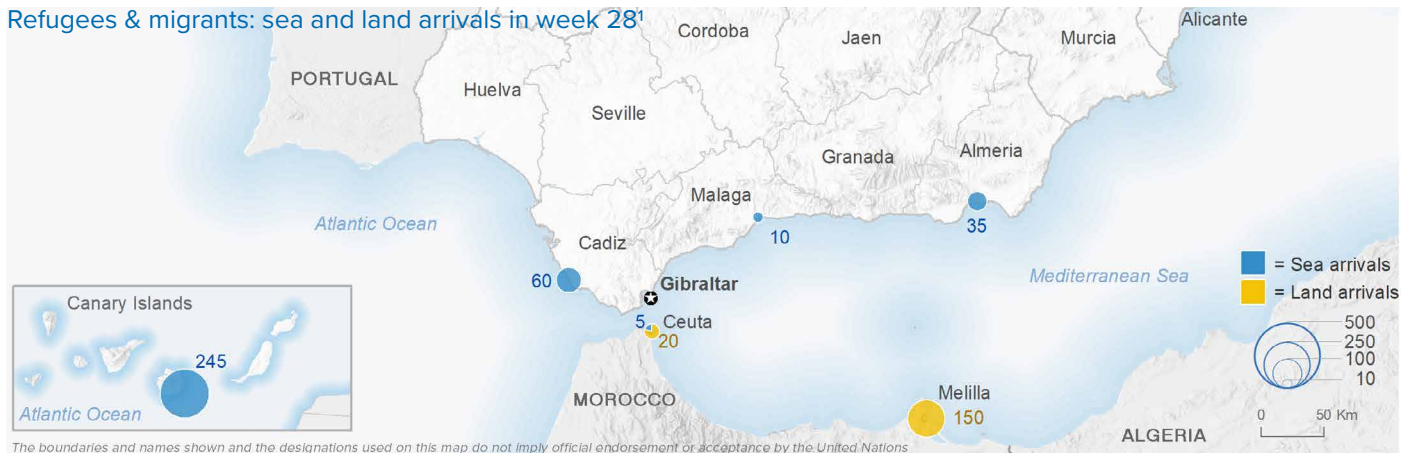 Refugees & migrants: sea and land arrivals in week 28¹
Alicante
Cordoba
Jaen
Murcia
PORTUGAL
Huelva
Seville
Granada
Almeria
Malaga
Atlantic Ocean
10
35
Cadiz
60
Gibraltar
Mediterranean Sea
= Sea arrivals
= Land arrivals
5
Ceuta
20
500
250
100
10
Canary Islands
245
Atlantic Ocean
MOROCCO
Melilla
150
0 50 Km
ALGERIA
The boundaries and names shown and the designations used on this map do not imply official endorsement or acceptance by the United Nations